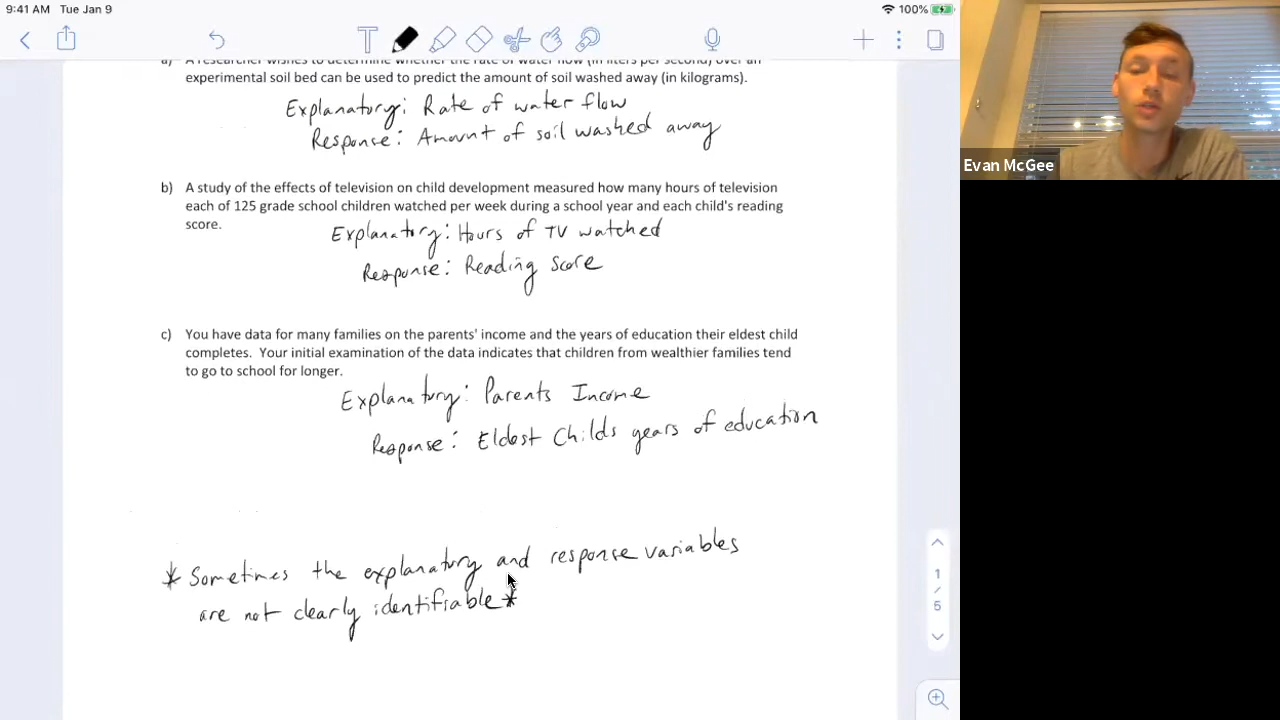 9:41 AM Tue Jan 9
100%
a) A researcher wishes to determine whether the rate of water flow (in liters per second) over an
experimental soil bed can be used to predict the amount of soil washed away (in kilograms).
Explanatory: Rate of water flow
Response: Amount of soil washed away
b) A study of the effects of television on child development measured how many hours of television
each of 125 grade school children watched per week during a school year and each child's reading
score.
Explanatory: Hours of TV watched
Response: Reading Score
c) You have data for many families on the parents' income and the years of education their eldest child
completes. Your initial examination of the data indicates that children from wealthier families tend
to go to school for longer.
Explanatory: Parents Income
Response: Eldest Childs years of education
* Sometimes the explanatory and response variables
are not clearly identifiable *
1
/
5
Evan McGee